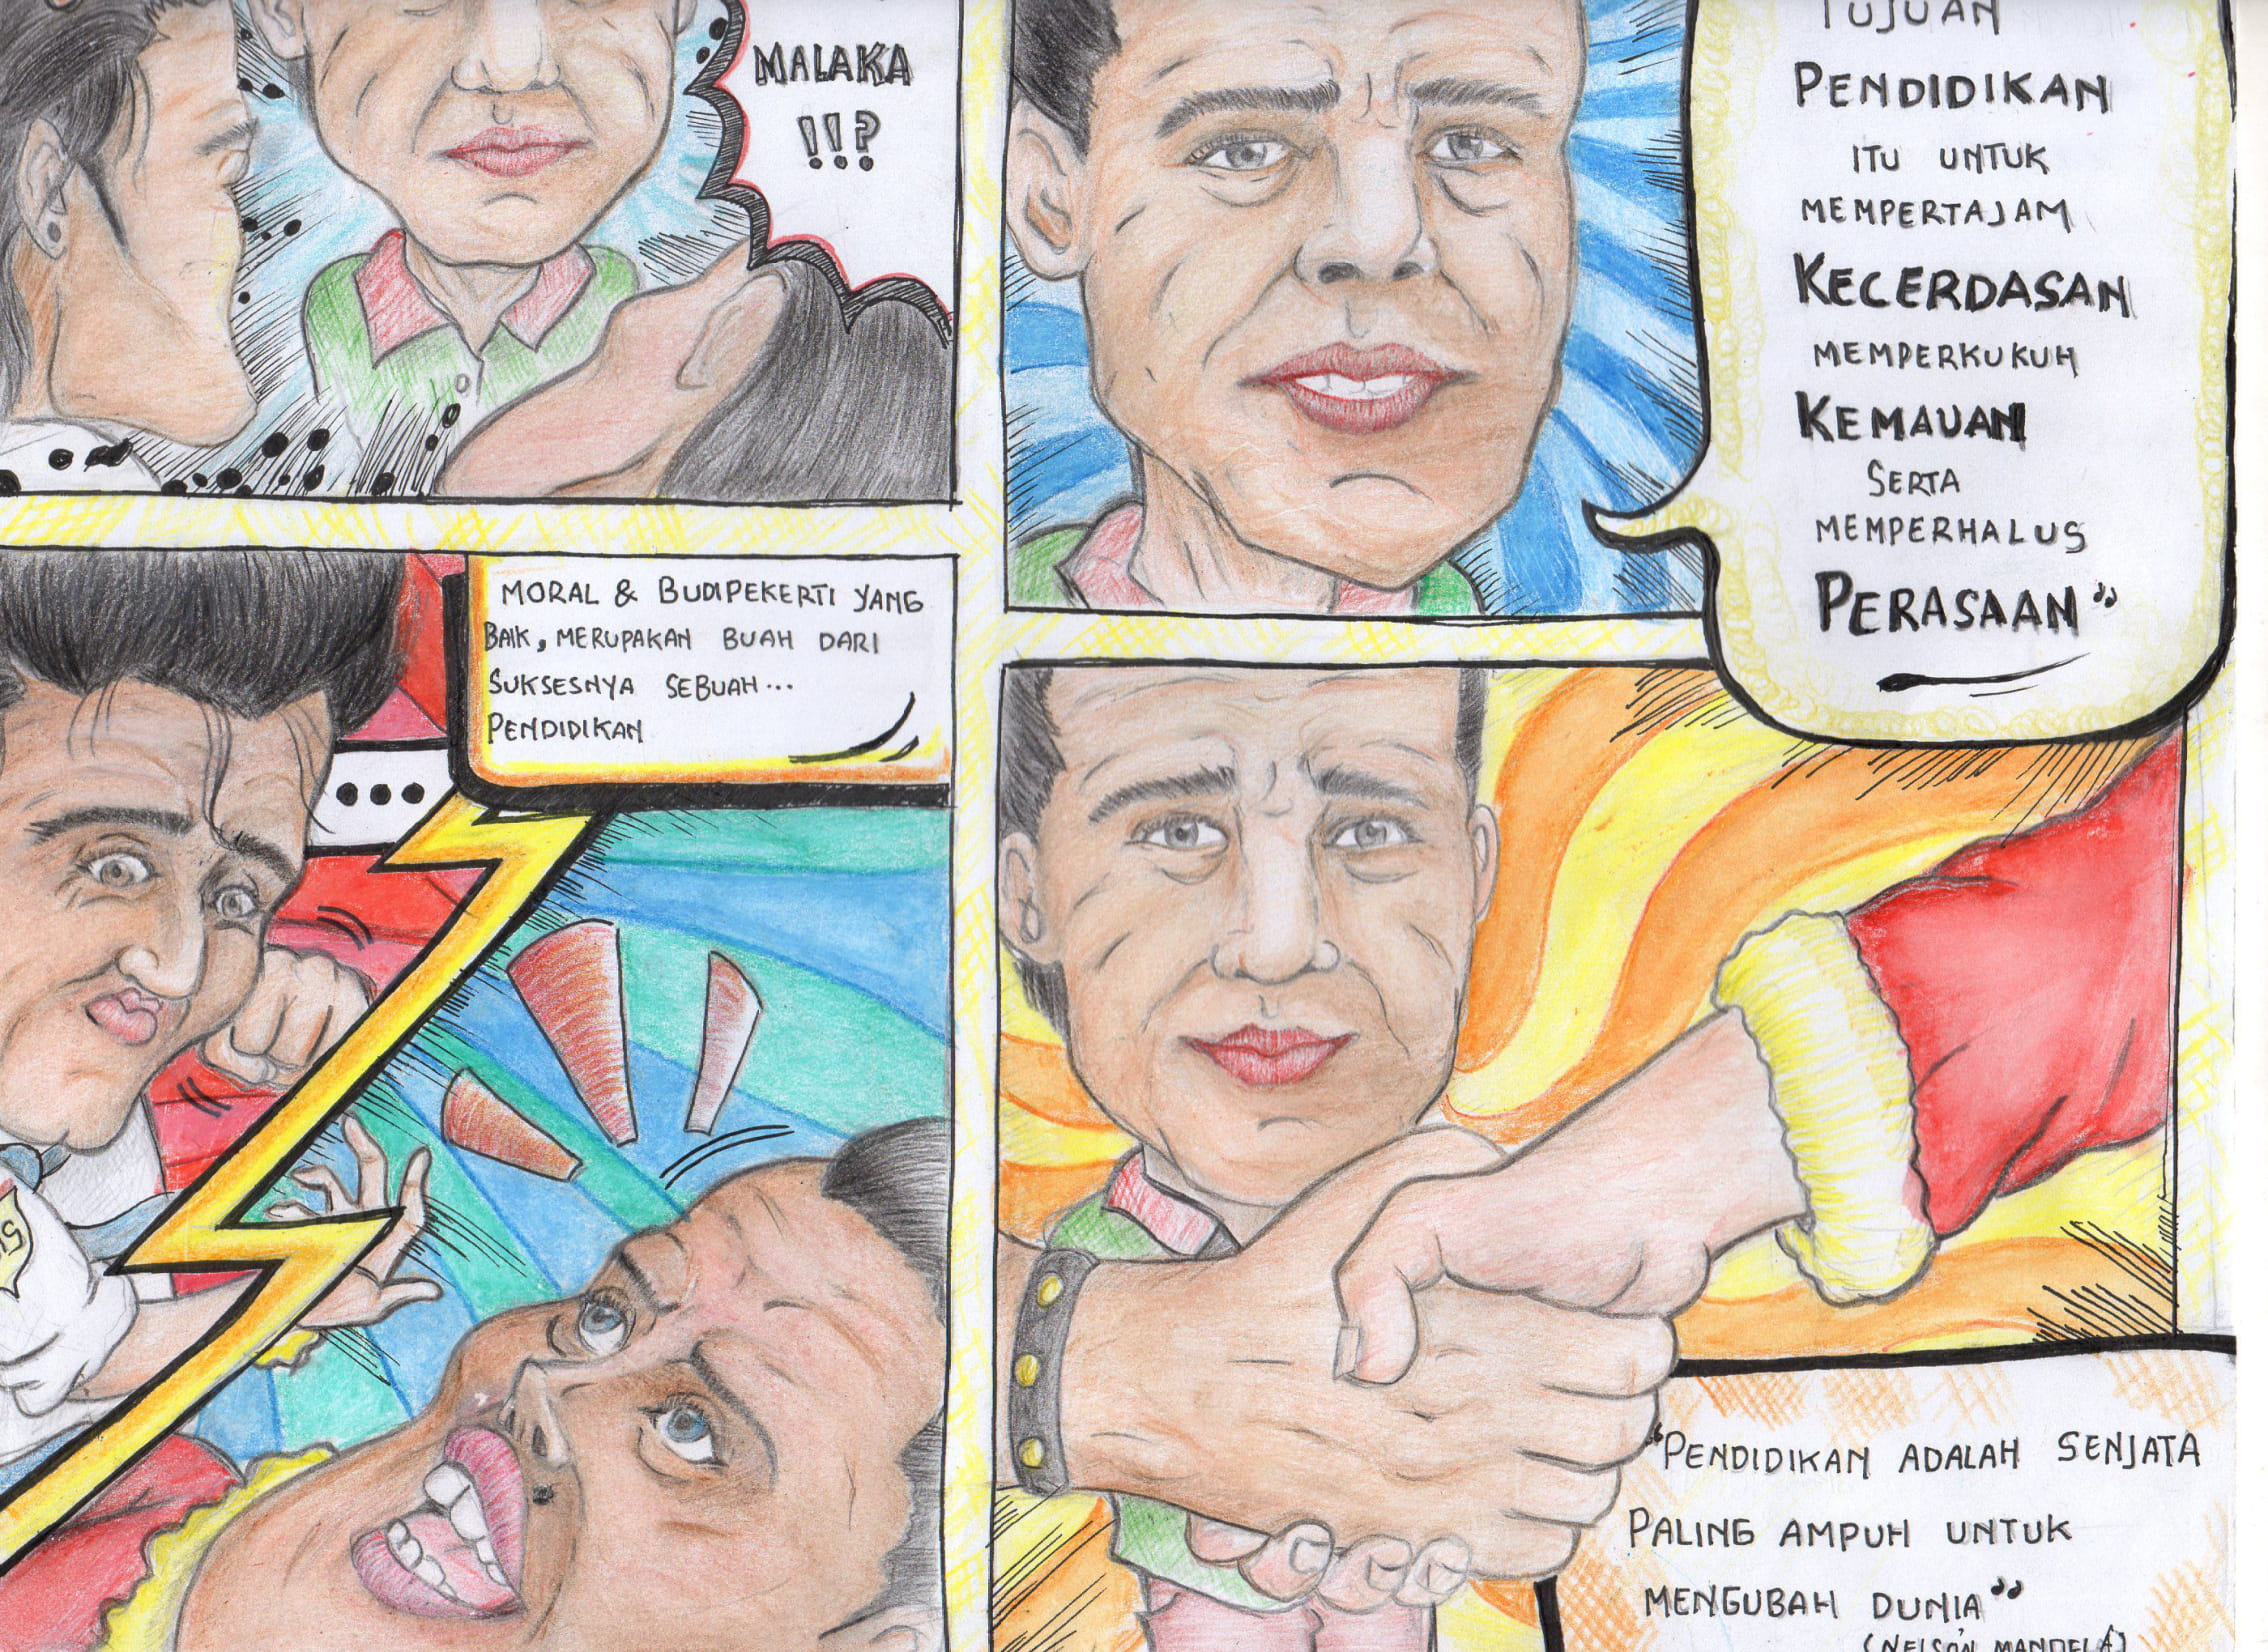 MALAKA
!!?
TUJUAN
PENDIDIKAN
ITU UNTUK
MEMPERTAJAM
KECERDASAN
MEMPERKUKUH
KEMAUAN
SERTA
MEMPERHALUS
PERASAAN"
MORAL & BUDIPEKERTI YANG
BAIK, MERUPAKAN BUAH DARI
SUKSESNYA SEBUAH...
PENDIDIKAN
...
"PENDIDIKAN ADALAH SENJATA
PALING AMPUH UNTUK
MENGUBAH DUNIA"
(NELSON MANDELA)